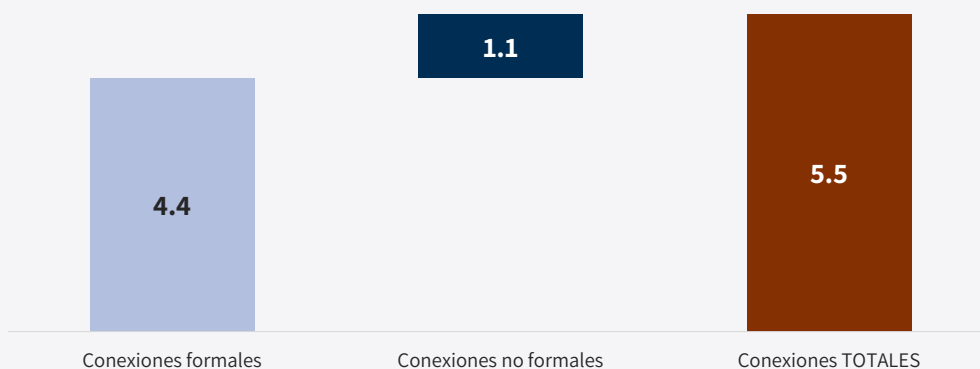 1.1
5.5
4.4
Conexiones formales
Conexiones no formales
Conexiones TOTALES